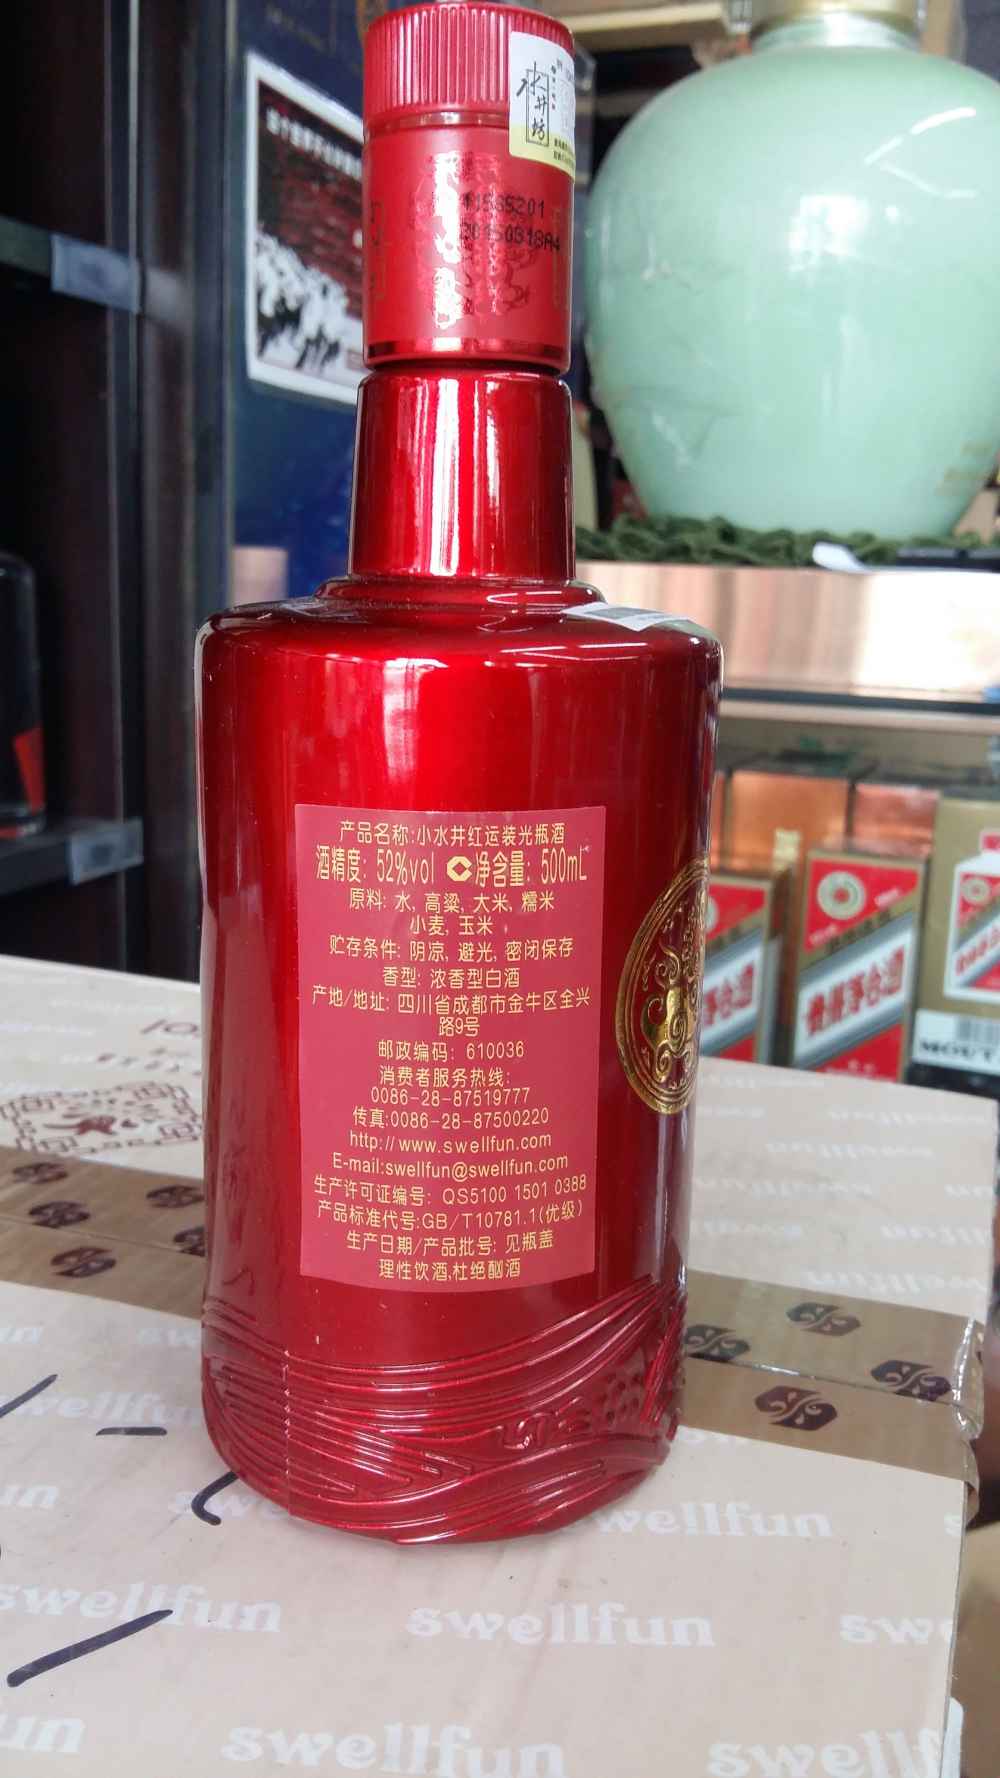 水井坊
产品名称:小水井红运装光瓶酒
酒精度: 52%vol 净含量: 500mL
原料: 水, 高粱, 大米, 糯米
小麦, 玉米
贮存条件: 阴凉, 避光, 密闭保存
香型: 浓香型白酒
产地/地址: 四川省成都市金牛区全兴
路9号
邮政编码: 610036
消费者服务热线:
0086-28-87519777
传真:0086-28-87500220
http://www.swellfun.com
E-mail:swellfun@swellfun.com
生产许可证编号: QS5100 1501 0388
产品标准代号:GB/T10781.1(优级)
生产日期/产品批号: 见瓶盖
理性饮酒,杜绝酗酒
贵州茅台酒
swellfun
swellfun
swellfun
swellfun